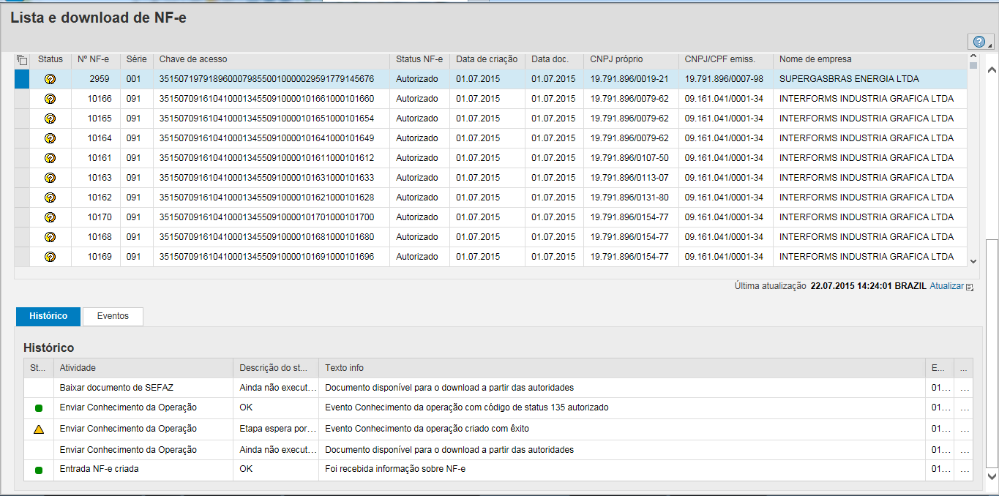 Lista e download de NF-e
Status Nº NF-e Série Chave de acesso Status NF-e Data de criação Data doc. CNPJ próprio CNPJ/CPF emiss. Nome de empresa
2959 001 35150719791896000798550010000029591779145676 Autorizado 01.07.2015 01.07.2015 19.791.896/0019-21 19.791.896/0007-98 SUPERGASBRAS ENERGIA LTDA
10166 091 35150709161041000134550910000101661000101660 Autorizado 01.07.2015 01.07.2015 19.791.896/0079-62 09.161.041/0001-34 INTERFORMS INDUSTRIA GRAFICA LTDA
10165 091 35150709161041000134550910000101651000101654 Autorizado 01.07.2015 01.07.2015 19.791.896/0079-62 09.161.041/0001-34 INTERFORMS INDUSTRIA GRAFICA LTDA
10164 091 35150709161041000134550910000101641000101649 Autorizado 01.07.2015 01.07.2015 19.791.896/0079-62 09.161.041/0001-34 INTERFORMS INDUSTRIA GRAFICA LTDA
10161 091 35150709161041000134550910000101611000101612 Autorizado 01.07.2015 01.07.2015 19.791.896/0107-50 09.161.041/0001-34 INTERFORMS INDUSTRIA GRAFICA LTDA
10163 091 35150709161041000134550910000101631000101633 Autorizado 01.07.2015 01.07.2015 19.791.896/0113-07 09.161.041/0001-34 INTERFORMS INDUSTRIA GRAFICA LTDA
10162 091 35150709161041000134550910000101621000101628 Autorizado 01.07.2015 01.07.2015 19.791.896/0131-80 09.161.041/0001-34 INTERFORMS INDUSTRIA GRAFICA LTDA
10170 091 35150709161041000134550910000101701000101700 Autorizado 01.07.2015 01.07.2015 19.791.896/0154-77 09.161.041/0001-34 INTERFORMS INDUSTRIA GRAFICA LTDA
10168 091 35150709161041000134550910000101681000101680 Autorizado 01.07.2015 01.07.2015 19.791.896/0154-77 09.161.041/0001-34 INTERFORMS INDUSTRIA GRAFICA LTDA
10169 091 35150709161041000134550910000101691000101696 Autorizado 01.07.2015 01.07.2015 19.791.896/0154-77 09.161.041/0001-34 INTERFORMS INDUSTRIA GRAFICA LTDA
Última atualização 22.07.2015 14:24:01 BRAZIL Atualizar
Histórico Eventos
Histórico
St... Atividade Descrição do st... Texto info E... ...
Baixar documento de SEFAZ Ainda não execut... Documento disponível para o download a partir das autoridades 01... ...
Enviar Conhecimento da Operação OK Evento Conhecimento da operação com código de status 135 autorizado 01... ...
Enviar Conhecimento da Operação Etapa espera por... Evento Conhecimento da operação criado com êxito 01... ...
Enviar Conhecimento da Operação Ainda não execut... Documento disponível para o download a partir das autoridades 01... ...
Entrada NF-e criada OK Foi recebida informação sobre NF-e 01... ...